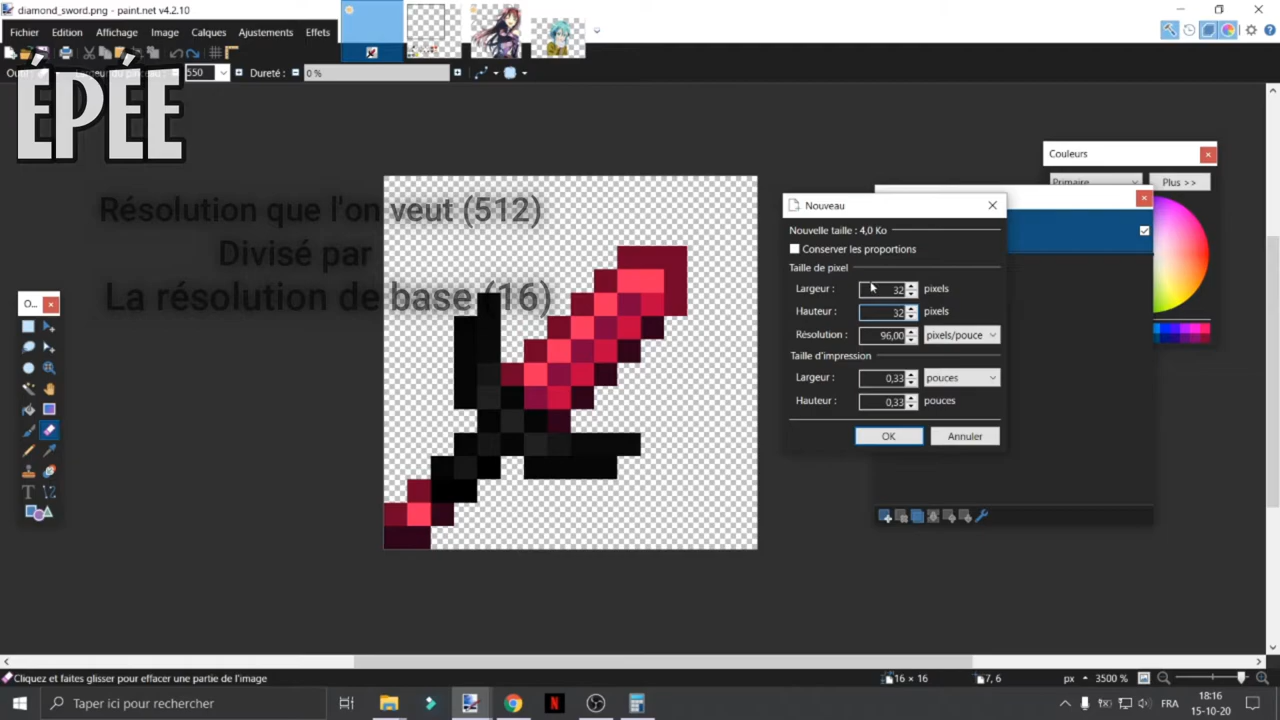 diamond_sword.png - paint.net v4.2.10
Fichier Edition Affichage Image Calques Ajustements Effets
550 Dureté : 0 %
ÉPÉE
Résolution que l'on veut (512)
Divisé par
La résolution de base (16)
Couleurs
Primaire Plus >>
Nouveau
Nouvelle taille : 4,0 Ko
Conserver les proportions
Taille de pixel
Largeur : 32 pixels
Hauteur : 32 pixels
Résolution : 96,00 pixels/pouce
Taille d'impression
Largeur : 0,33 pouces
Hauteur : 0,33 pouces
OK Annuler
O...
Cliquez et faites glisser pour effacer une partie de l'image
16 × 16
7, 6
px
3500 %
Taper ici pour rechercher
FRA
18:16
15-10-20